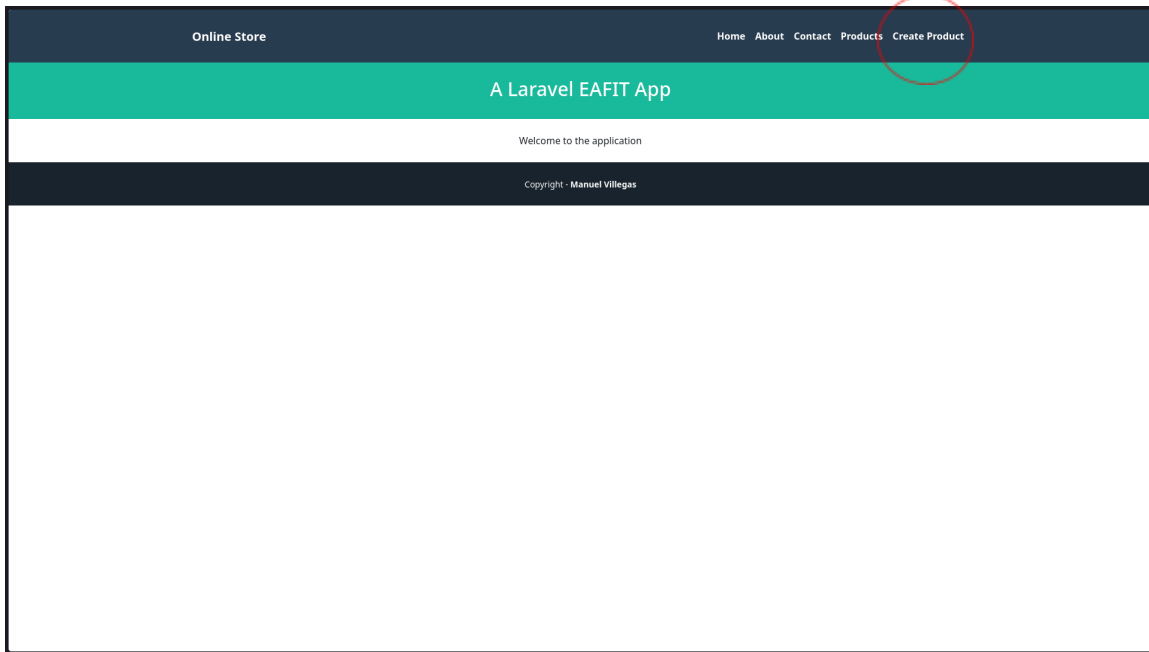 Online Store Home About Contact Products Create Product
A Laravel EAFIT App
Welcome to the application
Copyright - Manuel Villegas